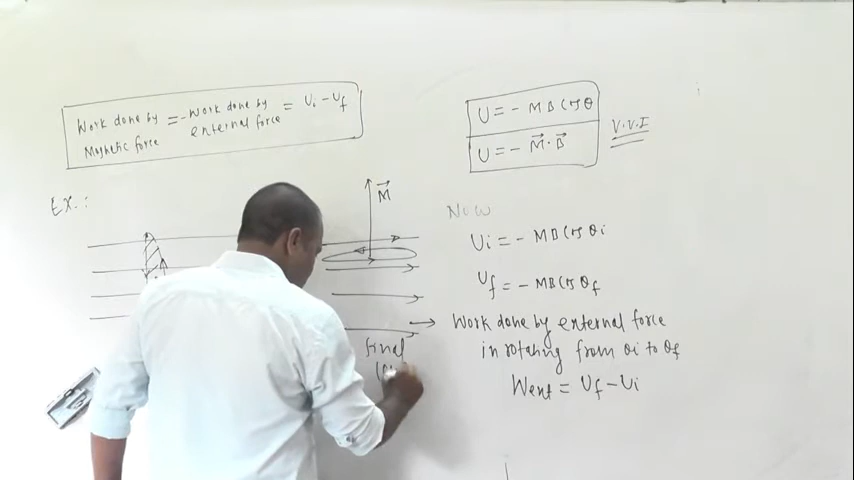 Work done by
Magnetic force
= - Work done by
external force
= Ui - Uf
U = - MB Cos θ
U = - M⃗ . B⃗
V.V.I
Ex.:
M⃗
Now
Ui = - MB Cos θi
Uf = - MB Cos θf
→ Work done by external force
in rotating from θi to θf
Wext = Uf - Ui
final